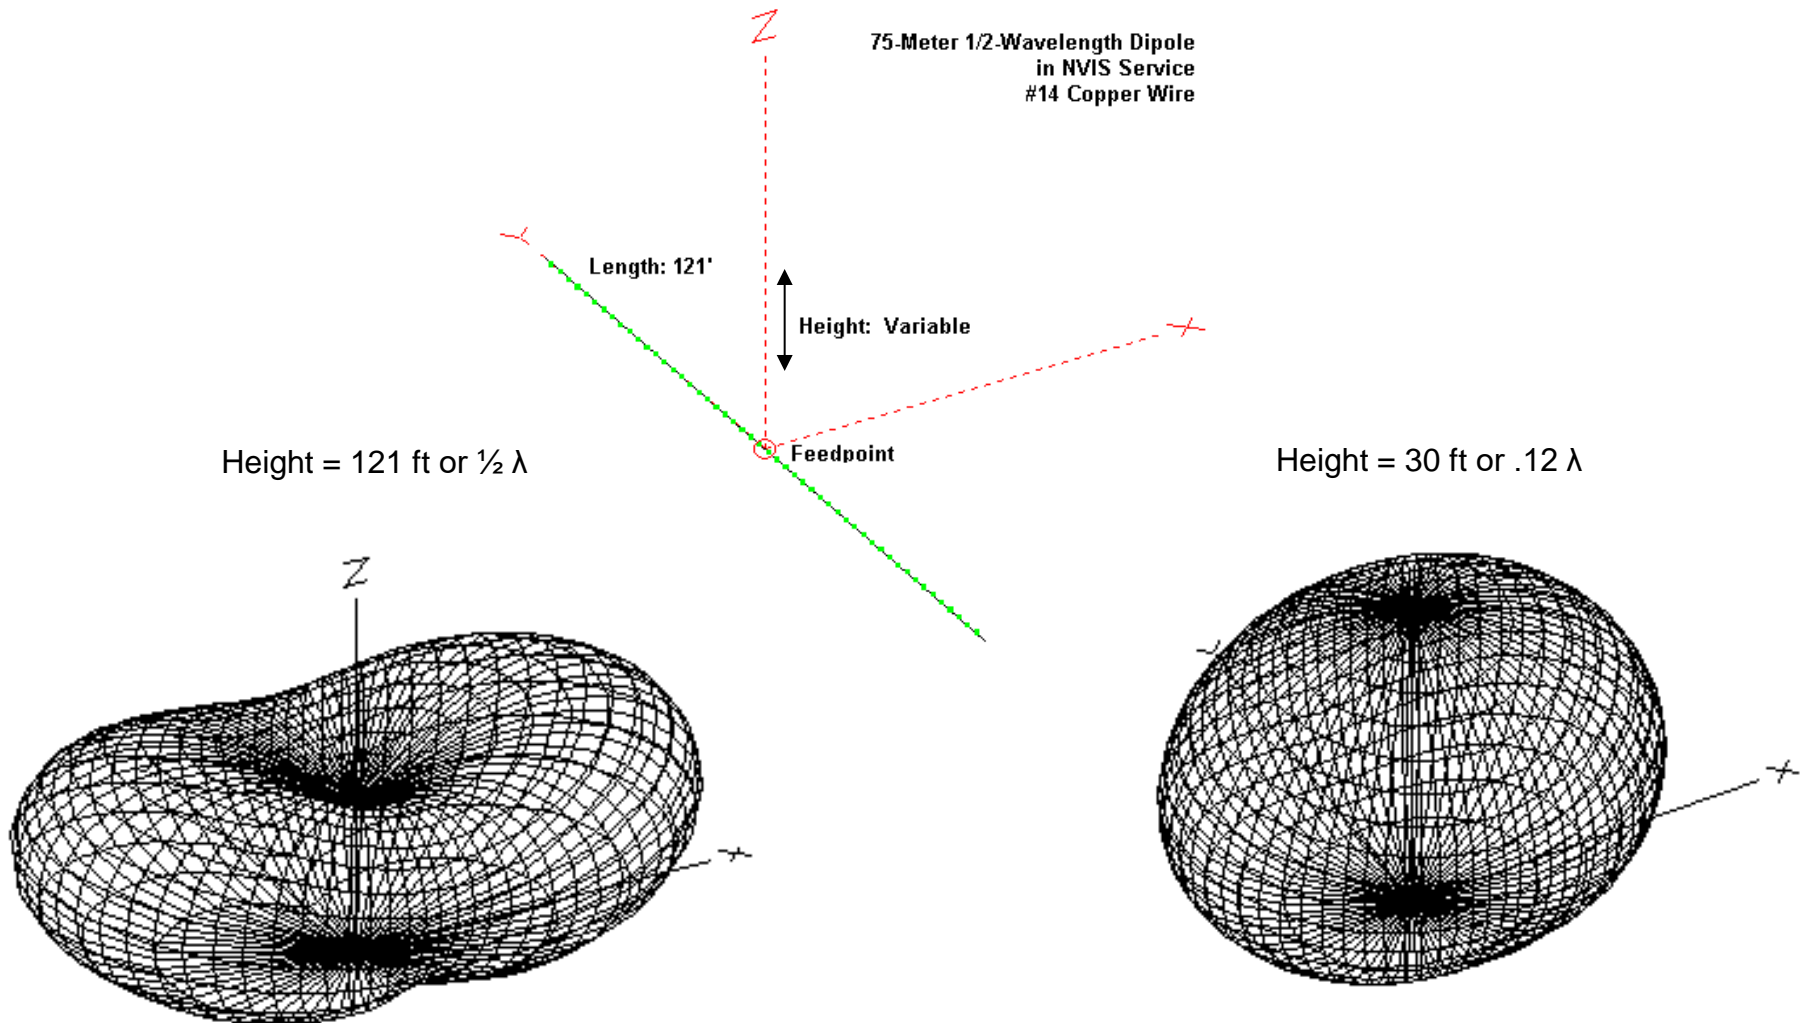 Z
75-Meter 1/2-Wavelength Dipole
in NVIS Service
#14 Copper Wire
Y
Length: 121'
Height: Variable
X
Feedpoint
Height = 121 ft or ½ λ
Height = 30 ft or .12 λ
Z
Y
X
X